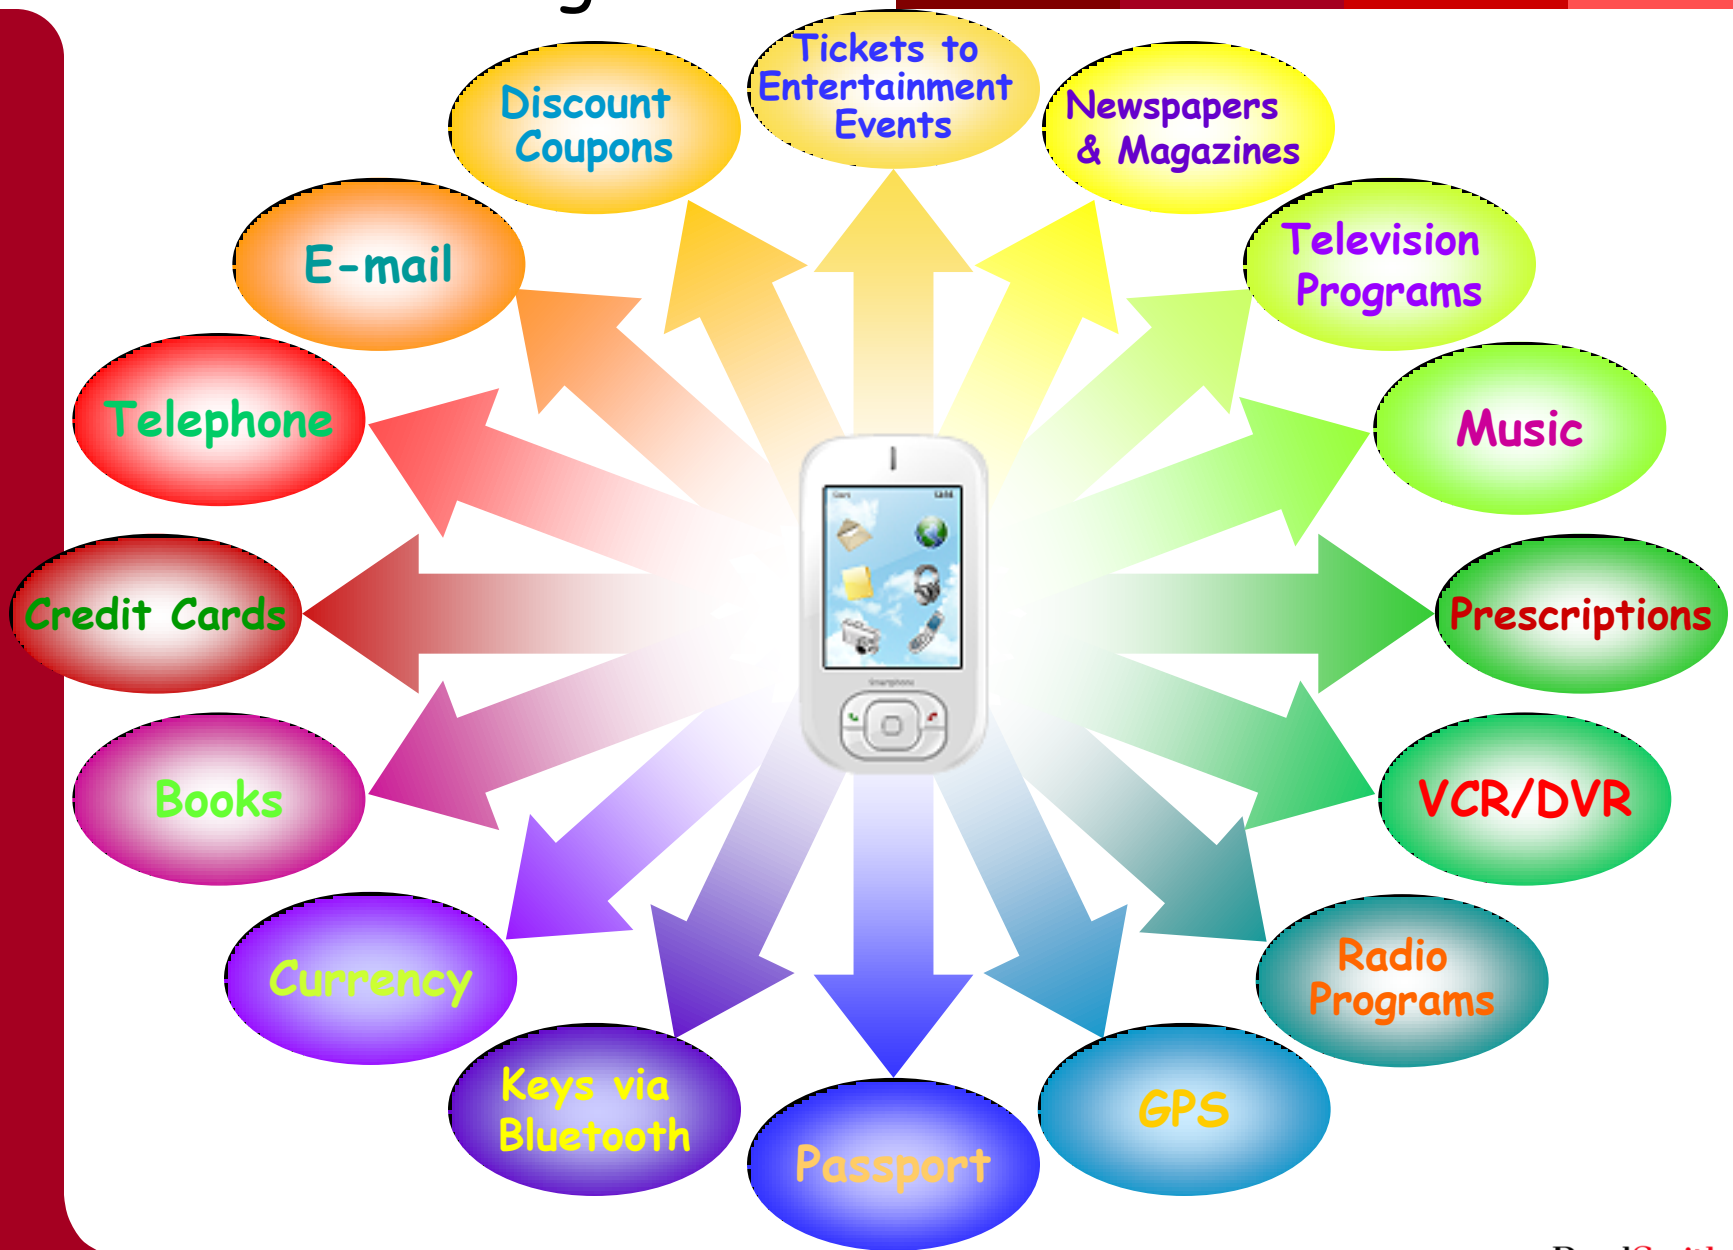 Tickets to
Entertainment
Events
Discount
Coupons
Newspapers
& Magazines
E-mail
Television
Programs
Telephone
Music
Credit Cards
Prescriptions
Smartphone
Books
VCR/DVR
Currency
Radio
Programs
Keys via
Bluetooth
GPS
Passport